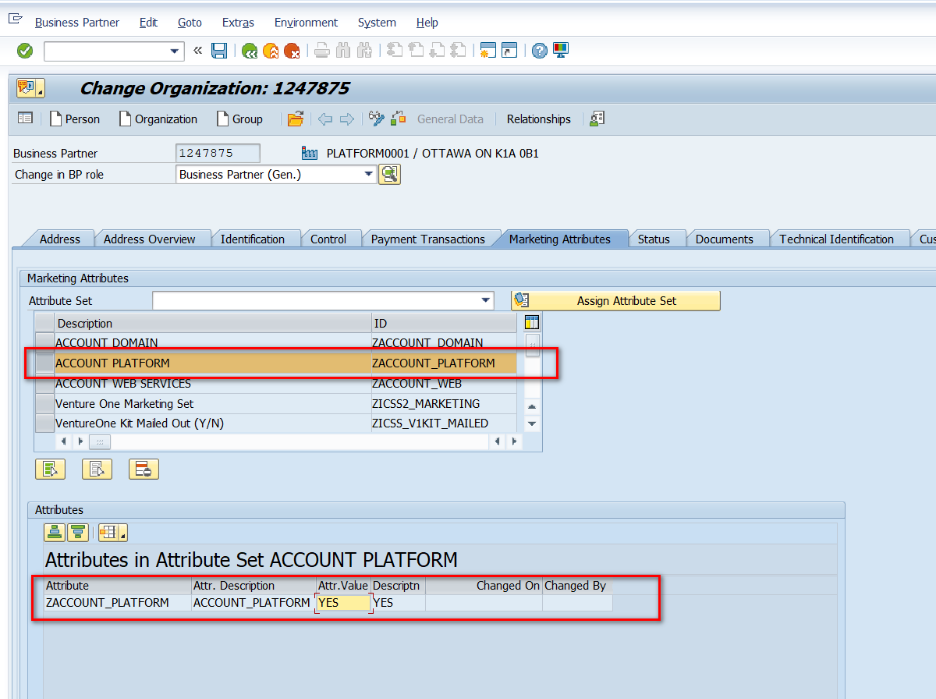 Business Partner Edit Goto Extras Environment System Help
Change Organization: 1247875
Person Organization Group General Data Relationships
Business Partner 1247875 PLATFORM0001 / OTTAWA ON K1A 0B1
Change in BP role Business Partner (Gen.)
Address Address Overview Identification Control Payment Transactions Marketing Attributes Status Documents Technical Identification Cus
Marketing Attributes
Attribute Set Assign Attribute Set
Description ID
ACCOUNT DOMAIN ZACCOUNT_DOMAIN
ACCOUNT PLATFORM ZACCOUNT_PLATFORM
ACCOUNT WEB SERVICES ZACCOUNT_WEB
Venture One Marketing Set ZICSS2_MARKETING
VentureOne Kit Mailed Out (Y/N) ZICSS_V1KIT_MAILED
Attributes
Attributes in Attribute Set ACCOUNT PLATFORM
Attribute Attr. Description Attr.Value Descriptn Changed On Changed By
ZACCOUNT_PLATFORM ACCOUNT_PLATFORM YES YES